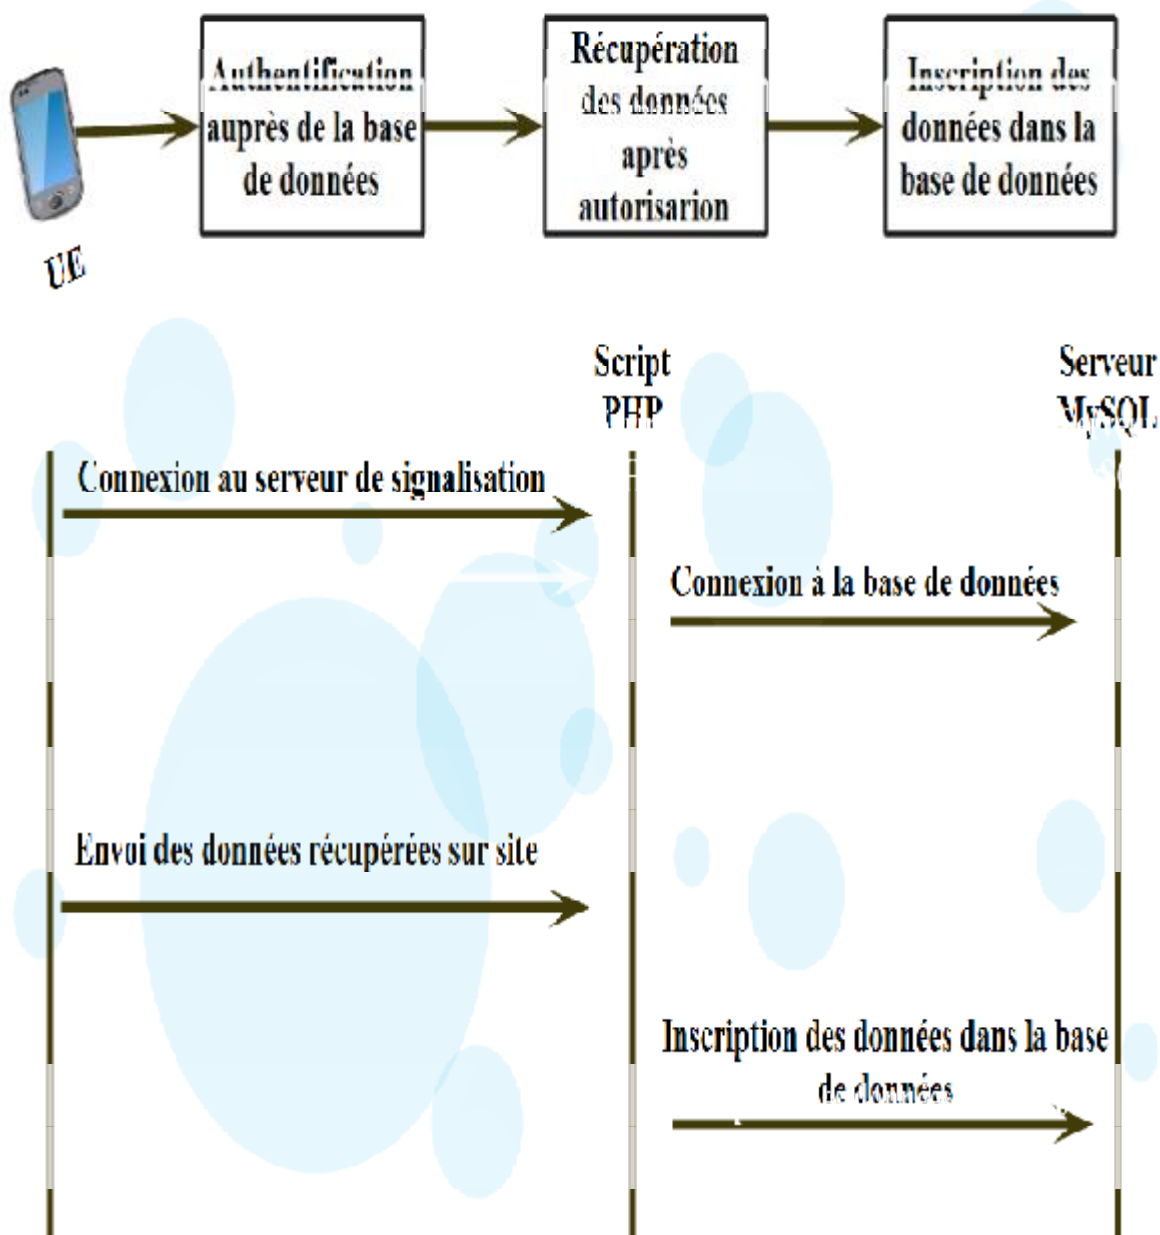 Authentification
auprès de la base
de données
Récupération
des données
après
autorisarion
Inscription des
données dans la
base de données
UE
Script
PHP
Serveur
MySQL
Connexion au serveur de signalisation
Connexion à la base de données
Envoi des données récupérées sur site
Inscription des données dans la base
de données